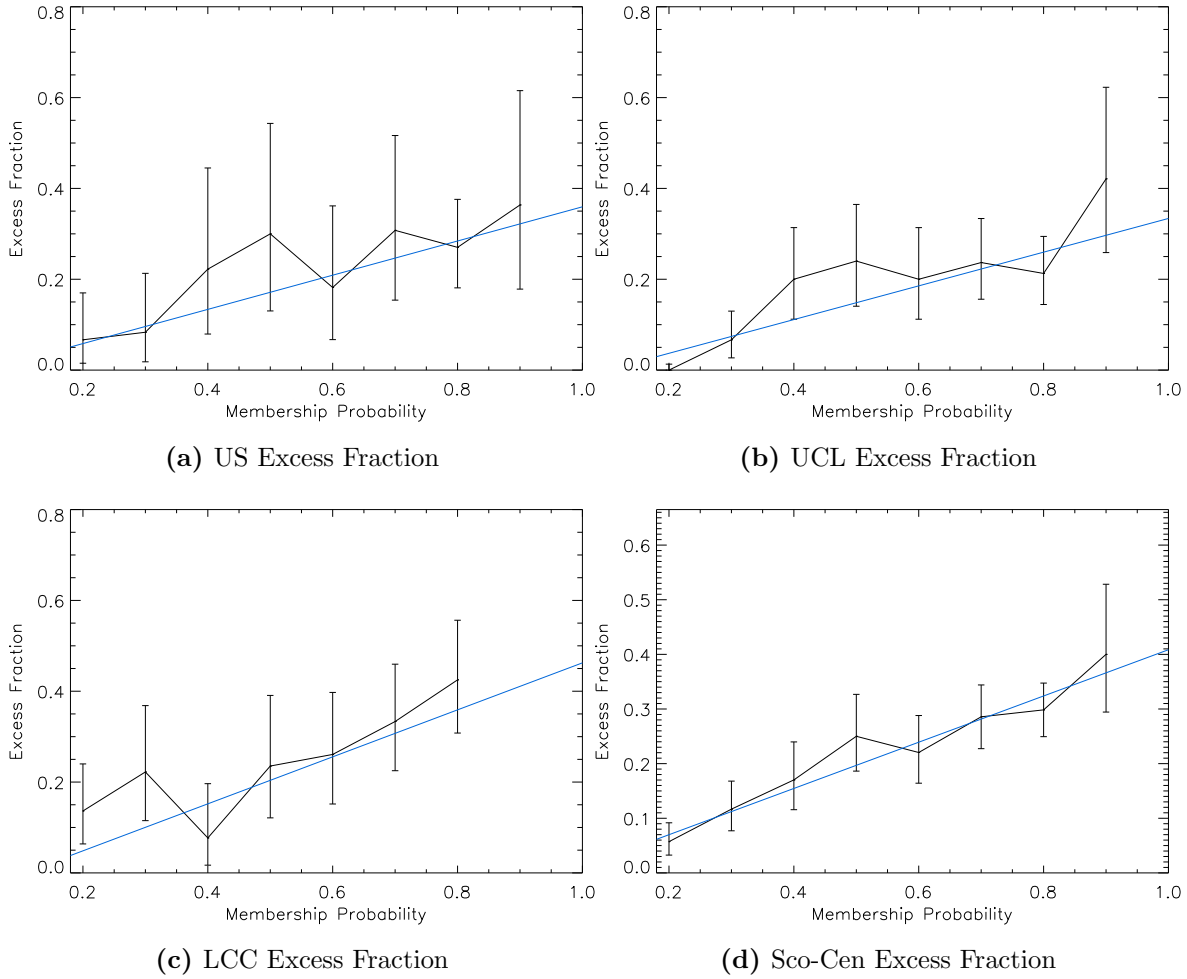 0.8
0.6
0.4
0.2
0.0
Excess Fraction
0.2 0.4 0.6 0.8 1.0
Membership Probability
(a) US Excess Fraction
0.8
0.6
0.4
0.2
0.0
Excess Fraction
0.2 0.4 0.6 0.8 1.0
Membership Probability
(b) UCL Excess Fraction
0.8
0.6
0.4
0.2
0.0
Excess Fraction
0.2 0.4 0.6 0.8 1.0
Membership Probability
(c) LCC Excess Fraction
0.6
0.5
0.4
0.3
0.2
0.1
0.0
Excess Fraction
0.2 0.4 0.6 0.8 1.0
Membership Probability
(d) Sco-Cen Excess Fraction